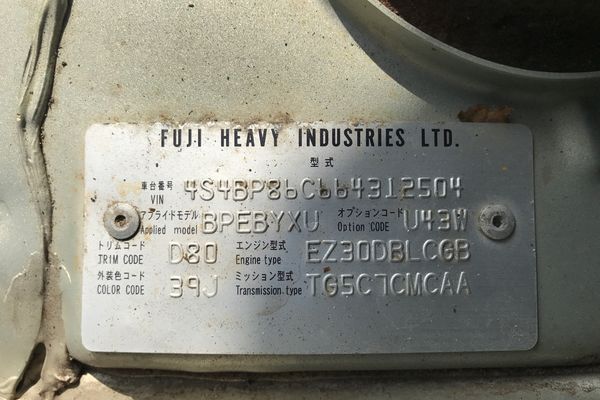 FUJI HEAVY INDUSTRIES LTD.
型式
車台番号 VIN 4S4BP86C664312504
アプライドモデル Applied model BPEBYXU オプションコード Option CODE U43W
トリムコード TRIM CODE D80 エンジン型式 Engine type EZ30DBLCGB
外装色コード COLOR CODE 39J ミッション型式 Transmission type TG5C7CMCAA